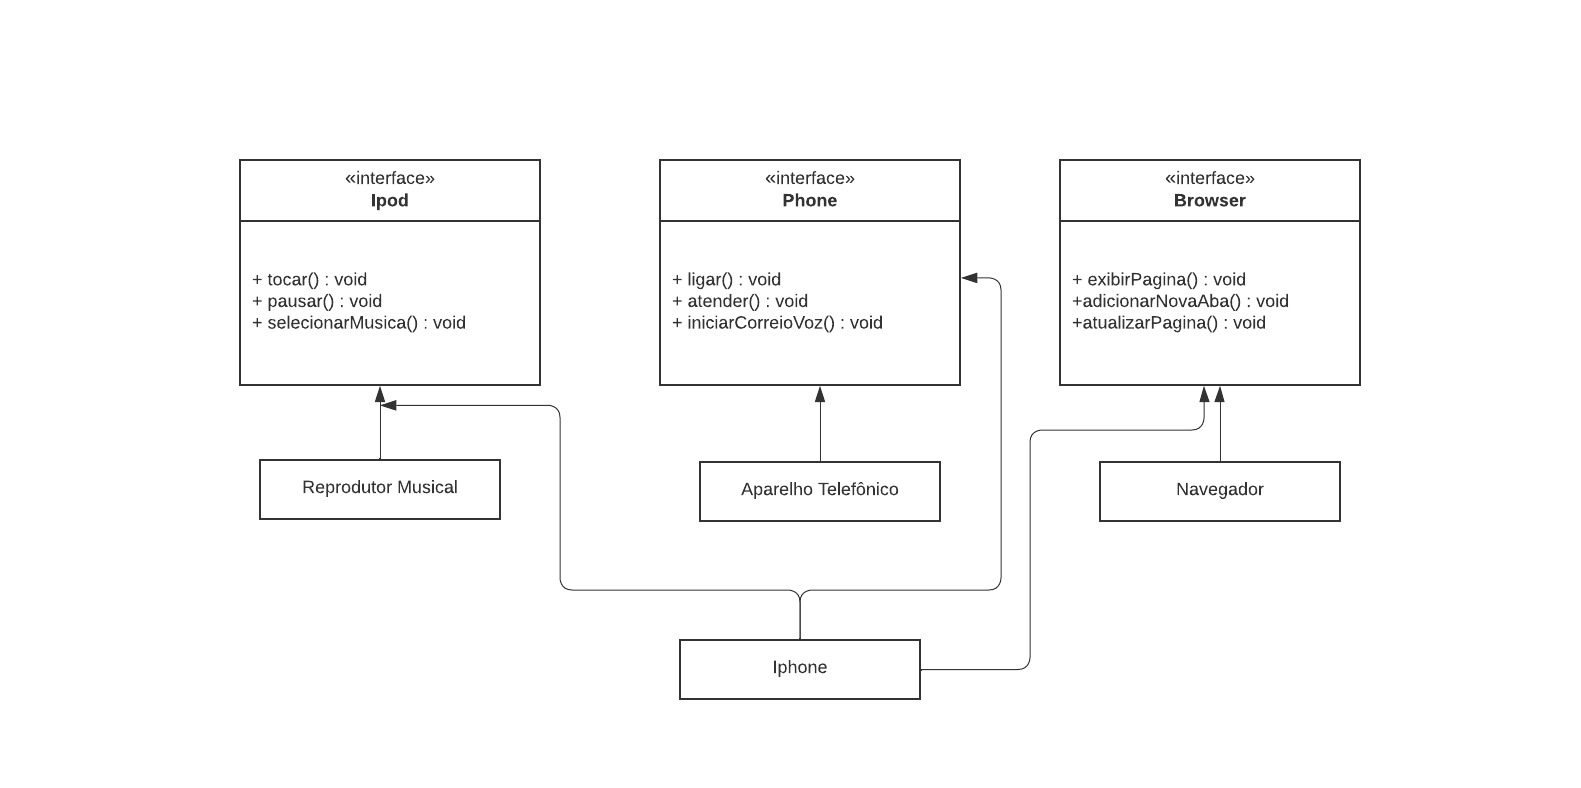 «interface»
Ipod
+ tocar() : void
+ pausar() : void
+ selecionarMusica() : void
«interface»
Phone
+ ligar() : void
+ atender() : void
+ iniciarCorreioVoz() : void
«interface»
Browser
+ exibirPagina() : void
+adicionarNovaAba() : void
+atualizarPagina() : void
Reprodutor Musical
Aparelho Telefônico
Navegador
Iphone